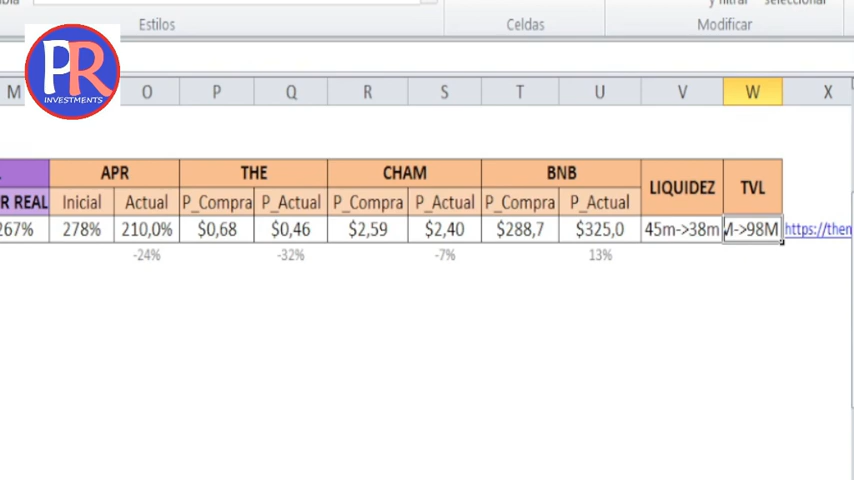 Estilos
Celdas
Modificar
PR
INVESTMENTS
M O P Q R S T U V W X
APR THE CHAM BNB LIQUIDEZ TVL
REAL Inicial Actual P_Compra P_Actual P_Compra P_Actual P_Compra P_Actual
267% 278% 210,0% $0,68 $0,46 $2,59 $2,40 $288,7 $325,0 45m->38m ->98M https://then
-24% -32% -7% 13%